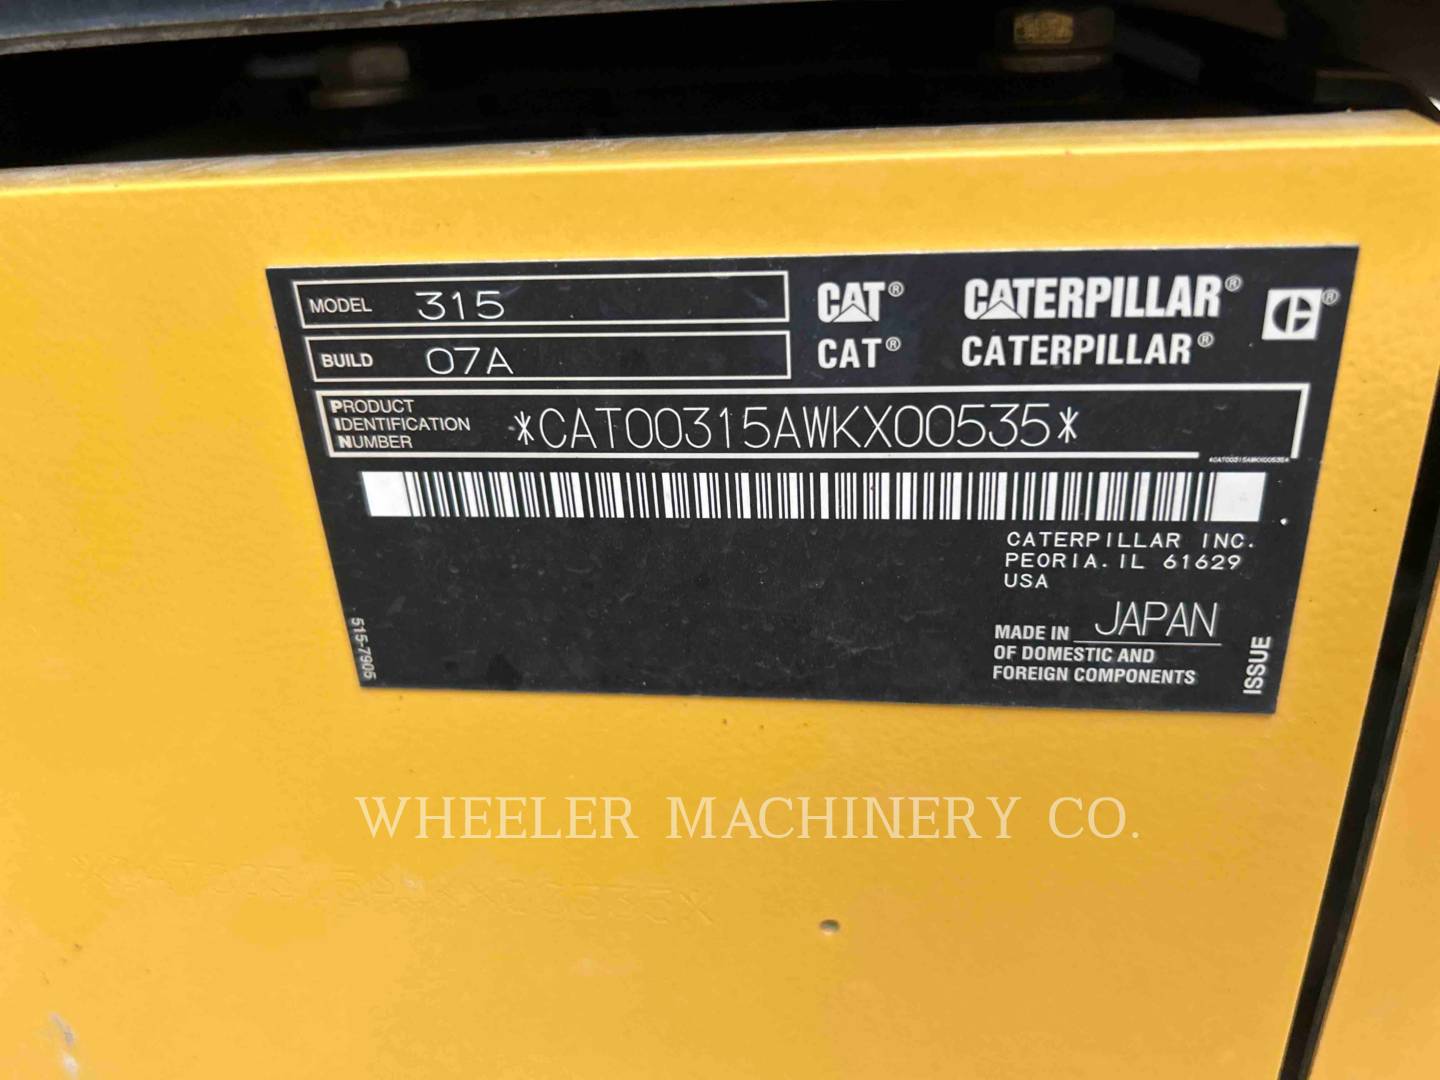 MODEL 315
BUILD 07A
CAT® CATERPILLAR® ®
CAT® CATERPILLAR®
PRODUCT
IDENTIFICATION
NUMBER
*CAT00315AWKX00535*
*CAT00315AWKX00535*
CATERPILLAR INC.
PEORIA. IL 61629
USA
MADE IN JAPAN
OF DOMESTIC AND
FOREIGN COMPONENTS
ISSUE
515-7905
WHEELER MACHINERY CO.